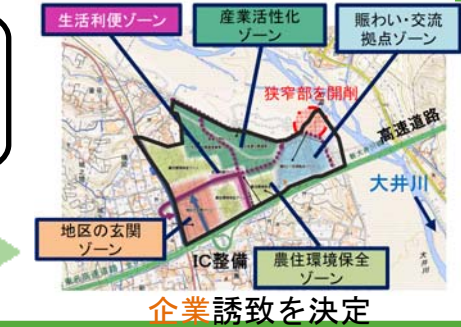 生活利便ゾーン
産業活性化
ゾーン
賑わい・交流
拠点ゾーン
狭窄部を開削
高速道路
大井川
地区の玄関
ゾーン
IC整備
農住環境保全
ゾーン
企業誘致を決定